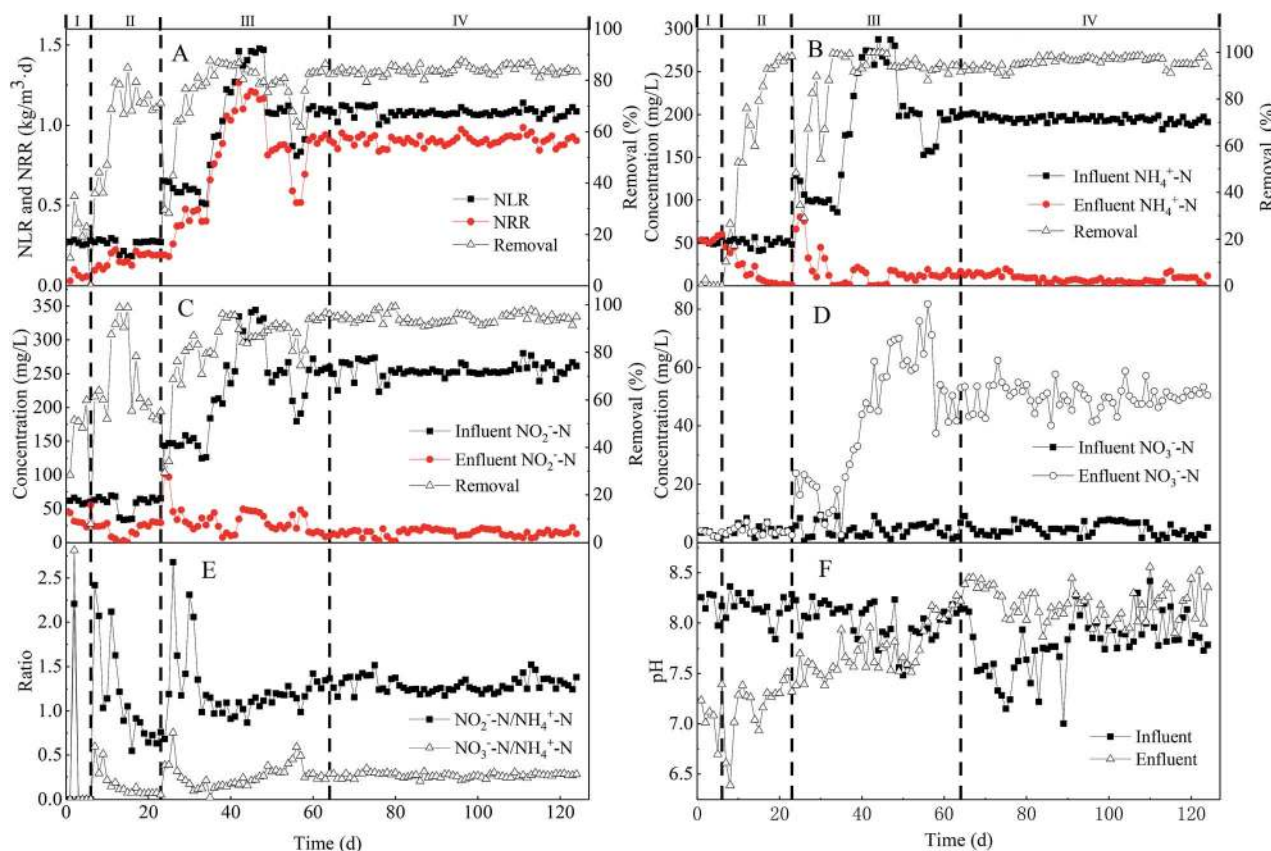 I II III IV
I II III IV
100
80
60
40
20
0
1.5
1.0
0.5
0.0
NLR and NRR (kg/m³·d)
A
NLR
NRR
Removal
Removal (%)
300
250
200
150
100
50
0
Concentration (mg/L)
B
Influent NH₄⁺-N
Enfluent NH₄⁺-N
Removal
100
80
60
40
20
0
Removal (%)
350
300
250
200
150
100
50
0
Concentration (mg/L)
C
Influent NO₂⁻-N
Enfluent NO₂⁻-N
Removal
100
80
60
40
20
0
Removal (%)
80
60
40
20
0
Concentration (mg/L)
D
Influent NO₃⁻-N
Enfluent NO₃⁻-N
2.5
2.0
1.5
1.0
0.5
0.0
Ratio
E
NO₂⁻-N/NH₄⁺-N
NO₃⁻-N/NH₄⁺-N
0 20 40 60 80 100 120
Time (d)
8.5
8.0
7.5
7.0
6.5
pH
F
Influent
Enfluent
0 20 40 60 80 100 120
Time (d)